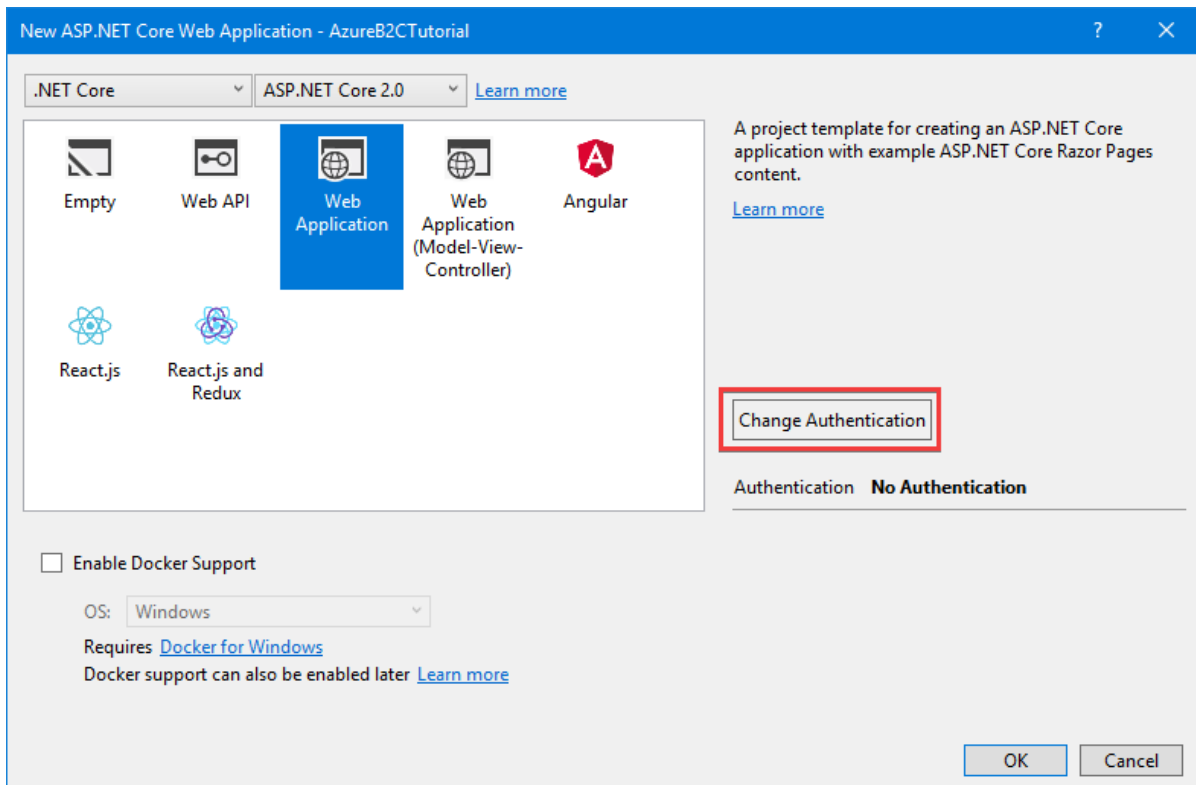 New ASP.NET Core Web Application - AzureB2CTutorial
?
.NET Core
ASP.NET Core 2.0
Learn more
Empty
Web API
Web
Application
Web
Application
(Model-View-
Controller)
Angular
React.js
React.js and
Redux
A project template for creating an ASP.NET Core
application with example ASP.NET Core Razor Pages
content.
Learn more
Change Authentication
Authentication No Authentication
Enable Docker Support
OS: Windows
Requires Docker for Windows
Docker support can also be enabled later Learn more
OK
Cancel